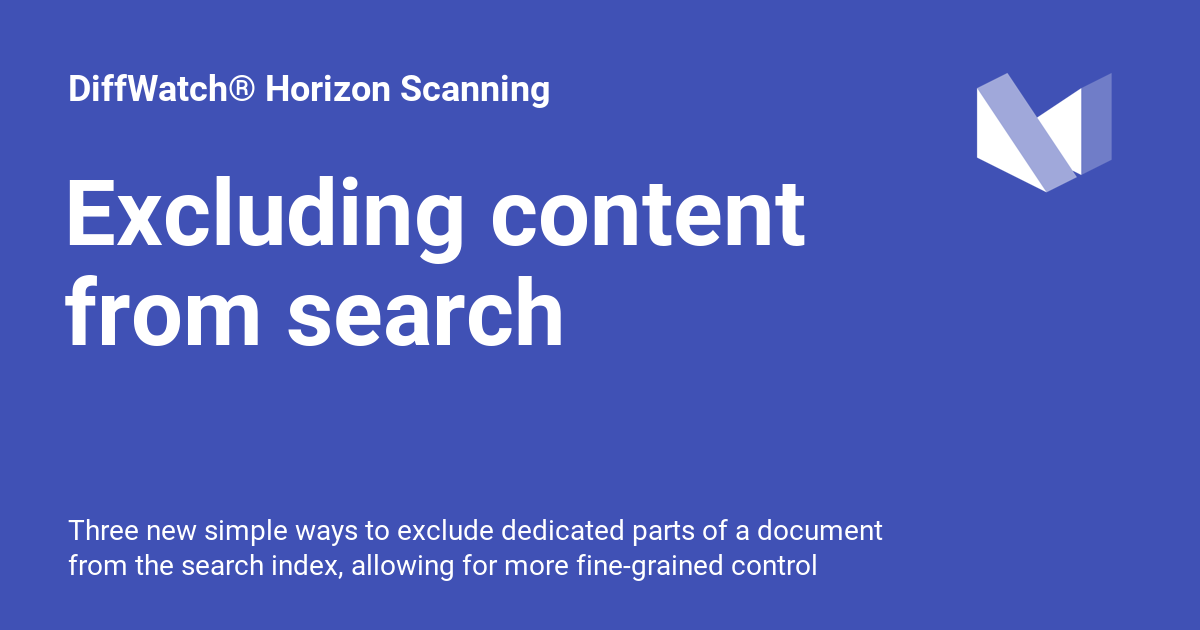 DiffWatch® Horizon Scanning
Excluding content
from search
Three new simple ways to exclude dedicated parts of a document
from the search index, allowing for more fine-grained control